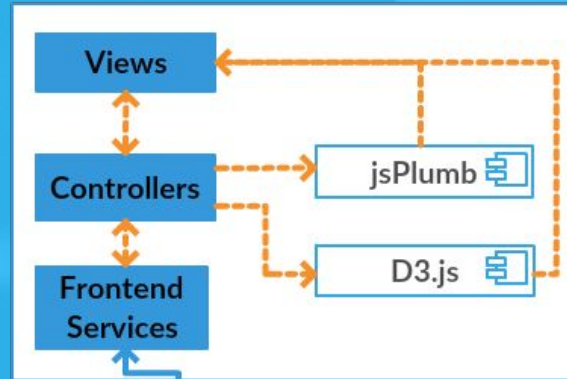 Views
Controllers
jsPlumb
D3.js
Frontend
Services